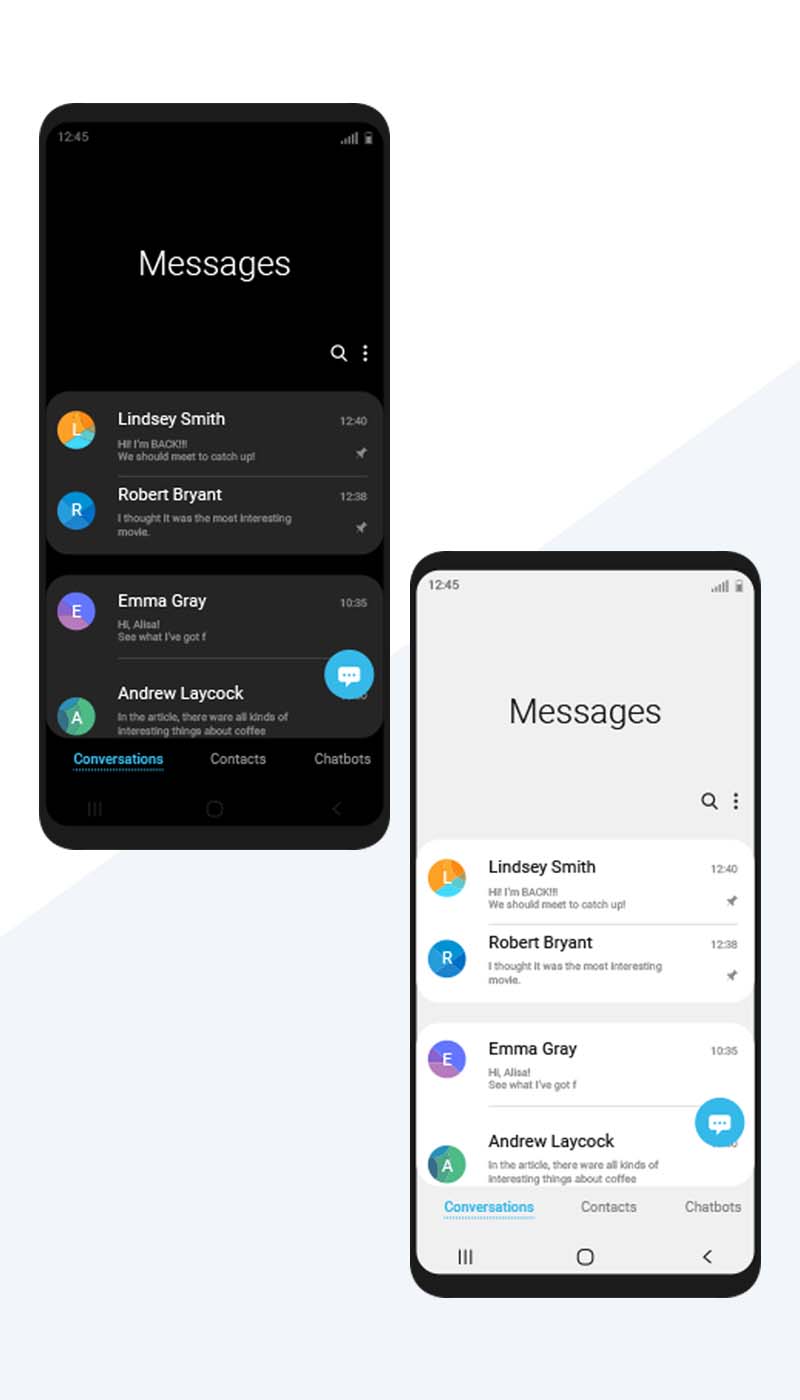 12:45
Messages
L
Lindsey Smith
12:40
Hi! I'm BACK!!!
We should meet to catch up!
R
Robert Bryant
12:38
I thought it was the most interesting
movie.
E
Emma Gray
10:35
Hi, Alisa!
See what I've got f
A
Andrew Laycock
In the article, there ware all kinds of
interesting things about coffee
Conversations
Contacts
Chatbots
12:45
Messages
L
Lindsey Smith
12:40
Hi! I'm BACK!!!
We should meet to catch up!
R
Robert Bryant
12:38
I thought it was the most interesting
movie.
E
Emma Gray
10:35
Hi, Alisa!
See what I've got f
A
Andrew Laycock
In the article, there ware all kinds of
interesting things about coffee
Conversations
Contacts
Chatbots